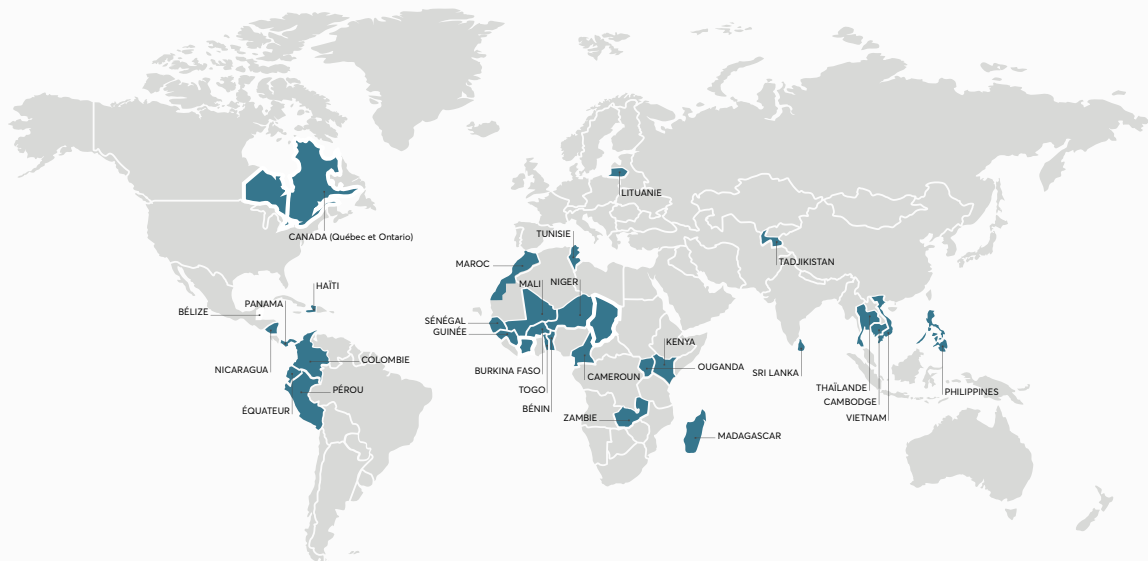 LITUANIE
TUNISIE
CANADA (Québec et Ontario)
MAROC
TADJIKISTAN
MALI
NIGER
HAÏTI
PANAMA
BÉLIZE
SÉNÉGAL
GUINÉE
KENYA
COLOMBIE
OUGANDA
NICARAGUA
BURKINA FASO
SRI LANKA
CAMEROUN
PÉROU
TOGO
THAÏLANDE
PHILIPPINES
CAMBODGE
ÉQUATEUR
BÉNIN
ZAMBIE
VIETNAM
MADAGASCAR